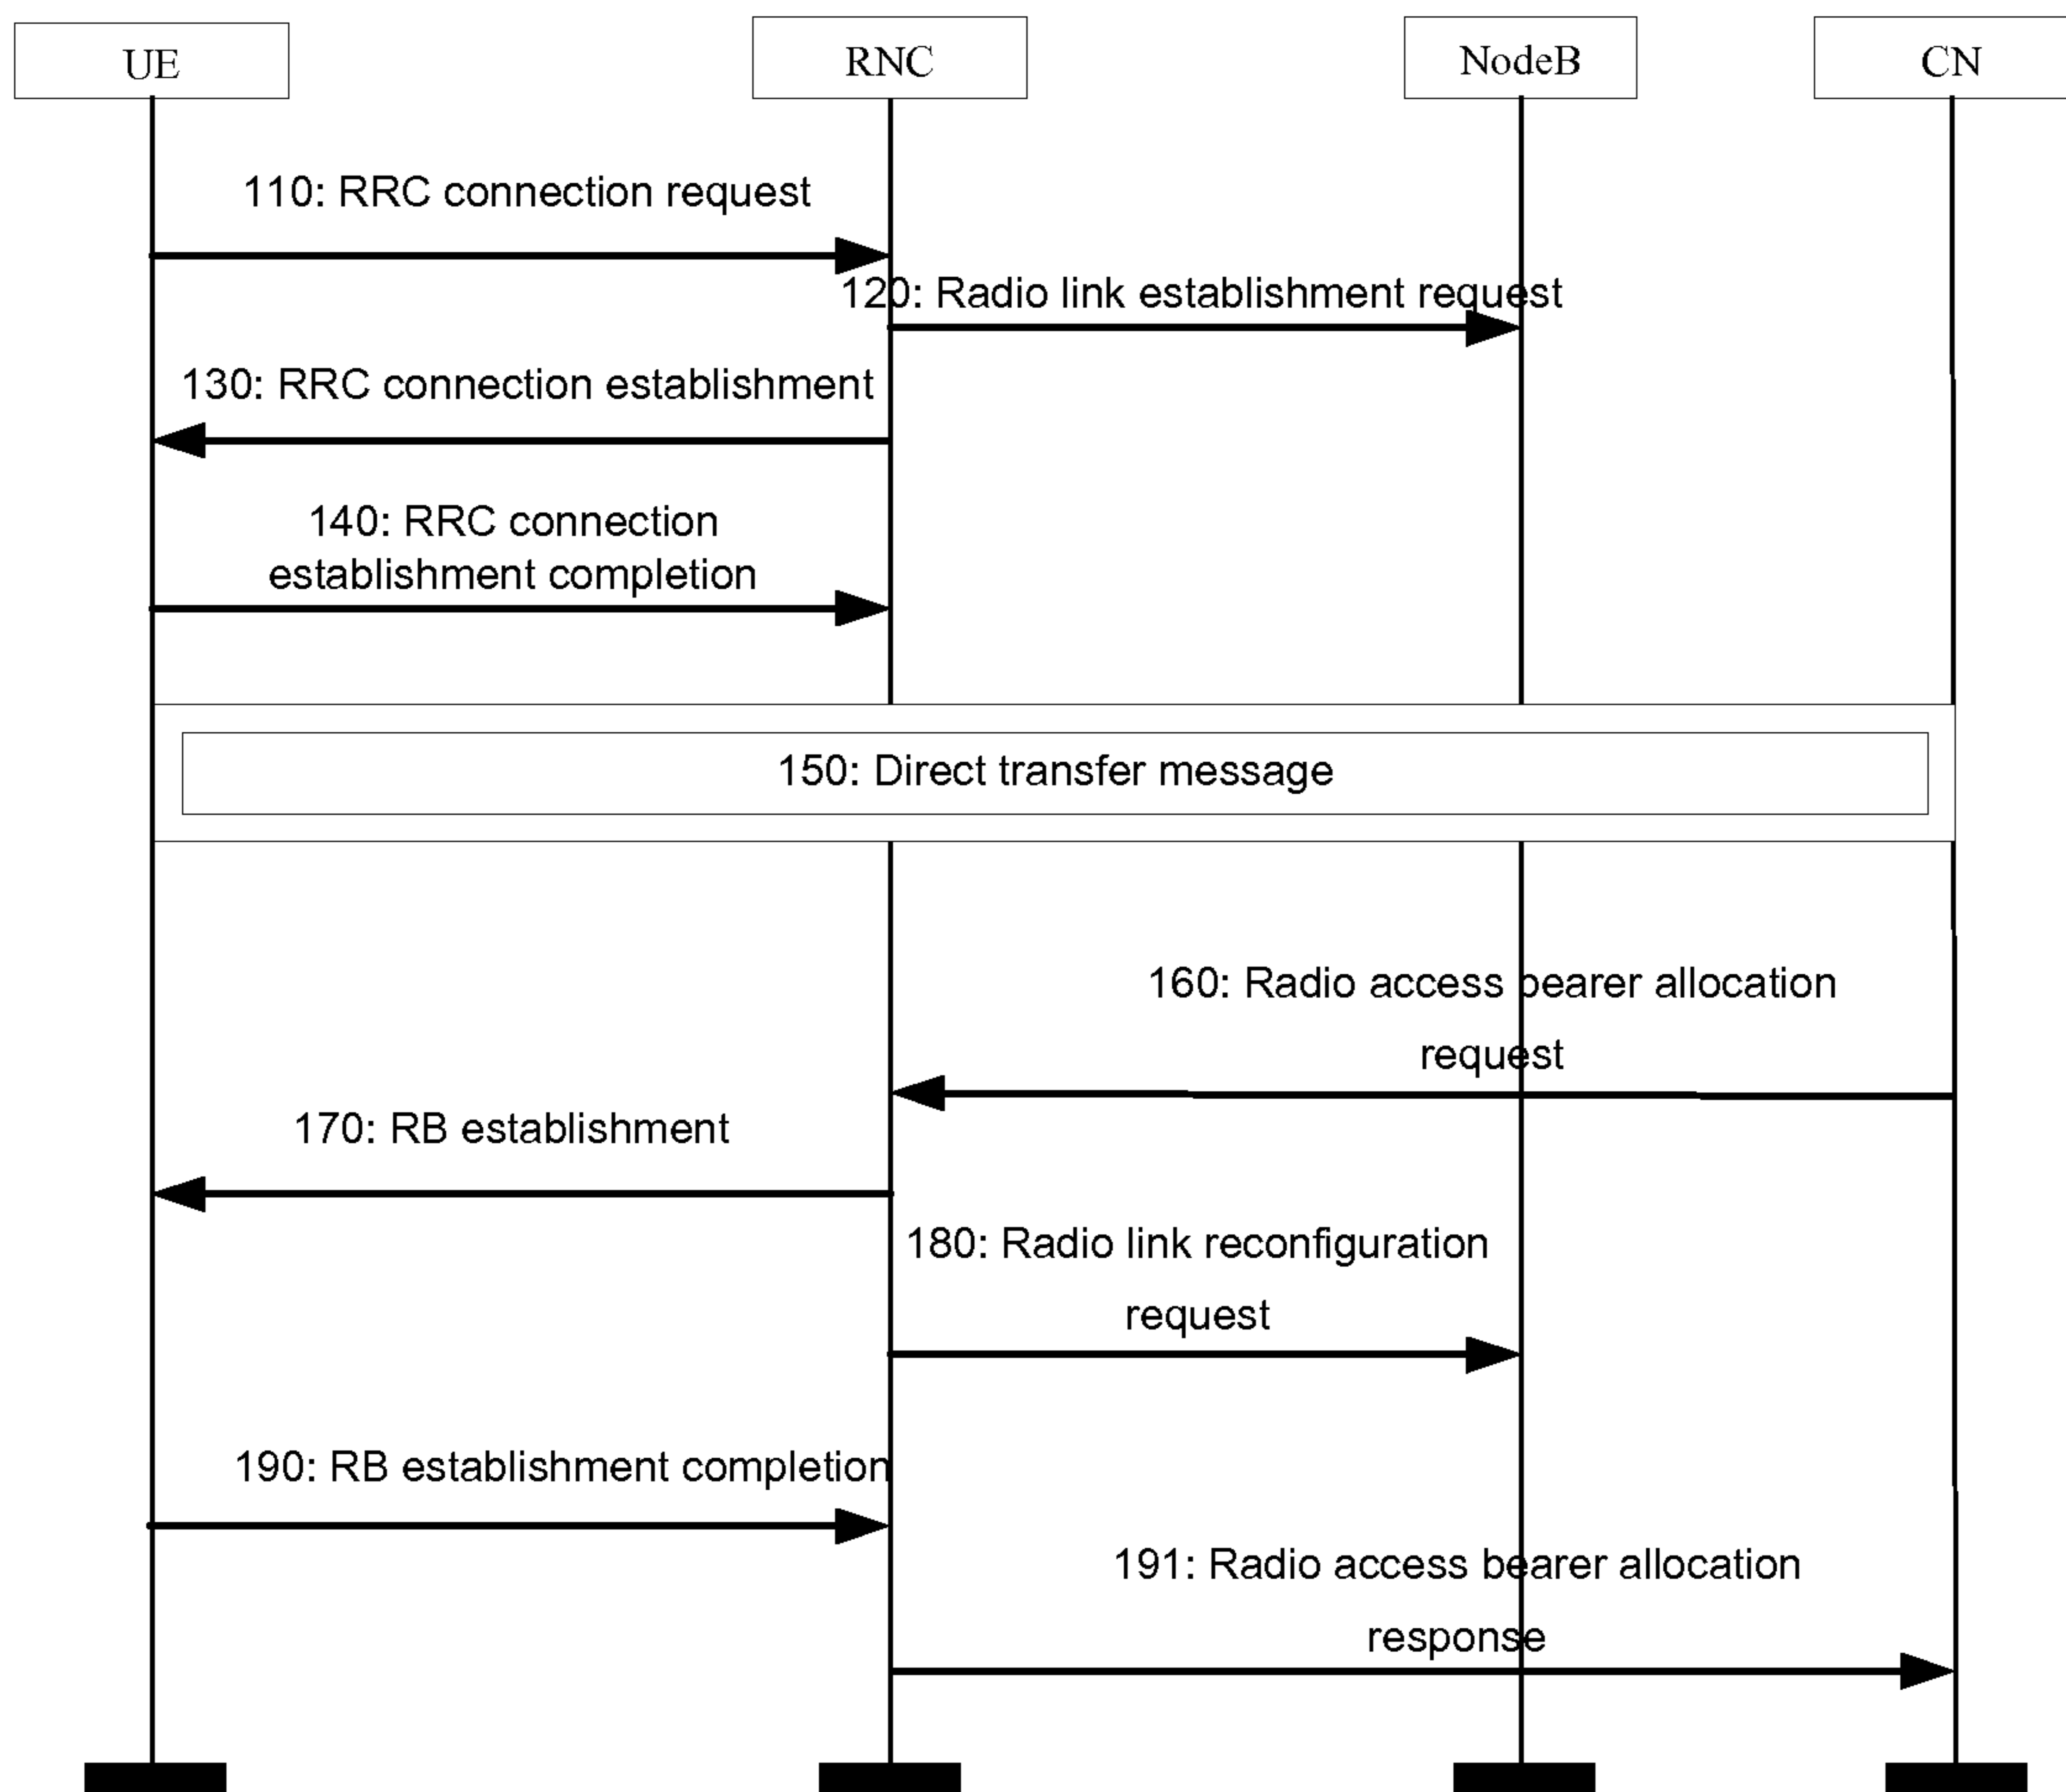 UE
RNC
NodeB
CN
110: RRC connection request
120: Radio link establishment request
130: RRC connection establishment
140: RRC connection
establishment completion
150: Direct transfer message
160: Radio access bearer allocation
request
170: RB establishment
180: Radio link reconfiguration
request
190: RB establishment completion
191: Radio access bearer allocation
response